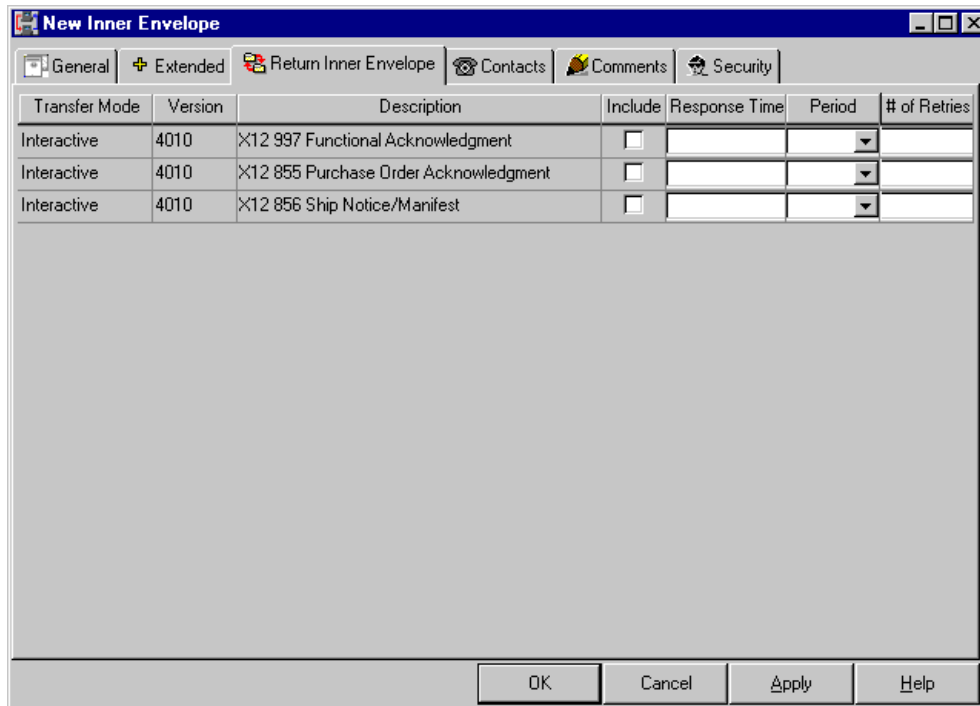 New Inner Envelope
General Extended Return Inner Envelope Contacts Comments Security
Transfer Mode Version Description Include Response Time Period # of Retries
Interactive 4010 X12 997 Functional Acknowledgment
Interactive 4010 X12 855 Purchase Order Acknowledgment
Interactive 4010 X12 856 Ship Notice/Manifest
OK Cancel Apply Help